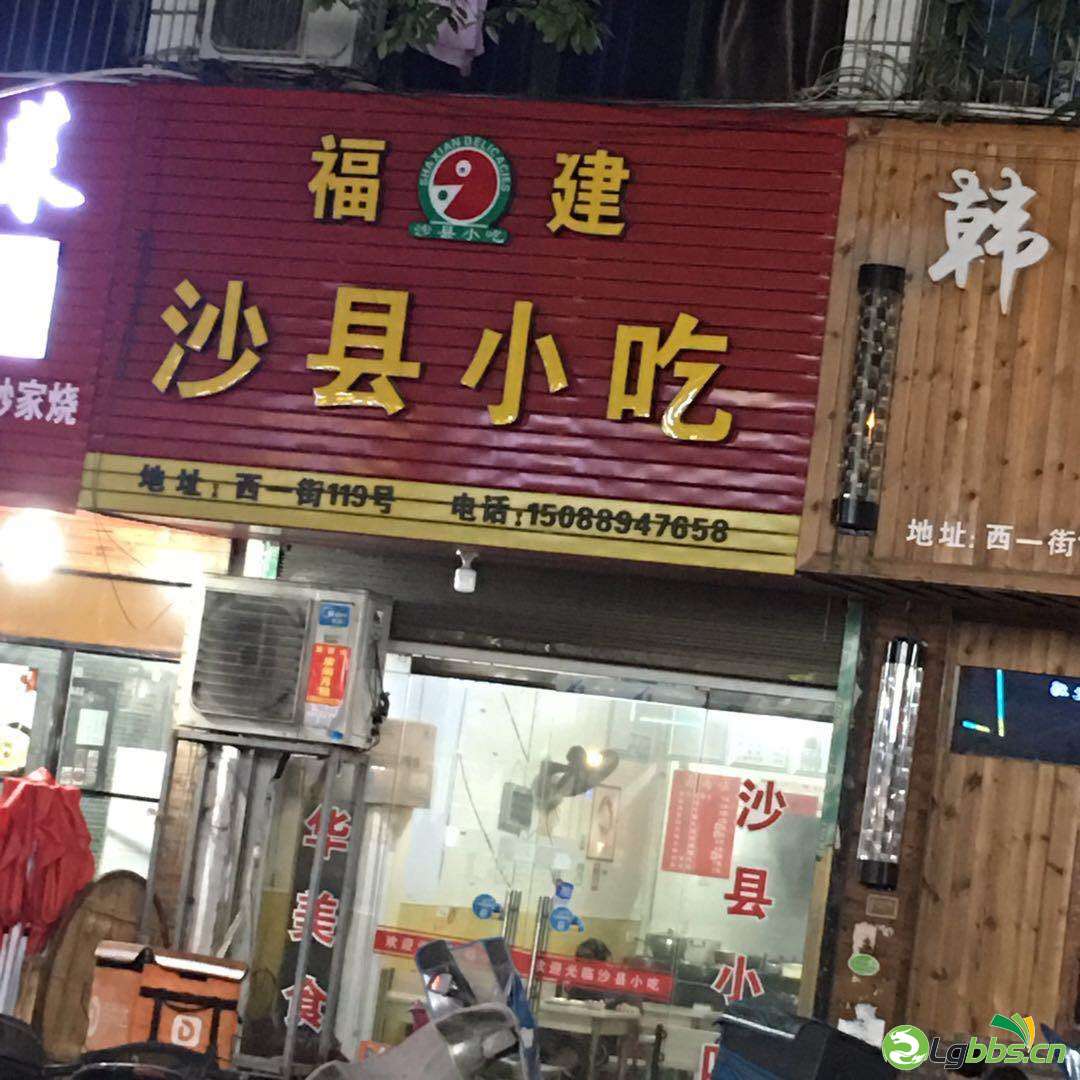 福 建
SHAXIAN DELICACIES
沙县小吃
沙县小吃
地址：西一街119号 电话：15088947658
家烧
韩
地址：西一街
华美食
沙县小
欢迎光临沙县小吃
欢迎
Lgbbs.cn